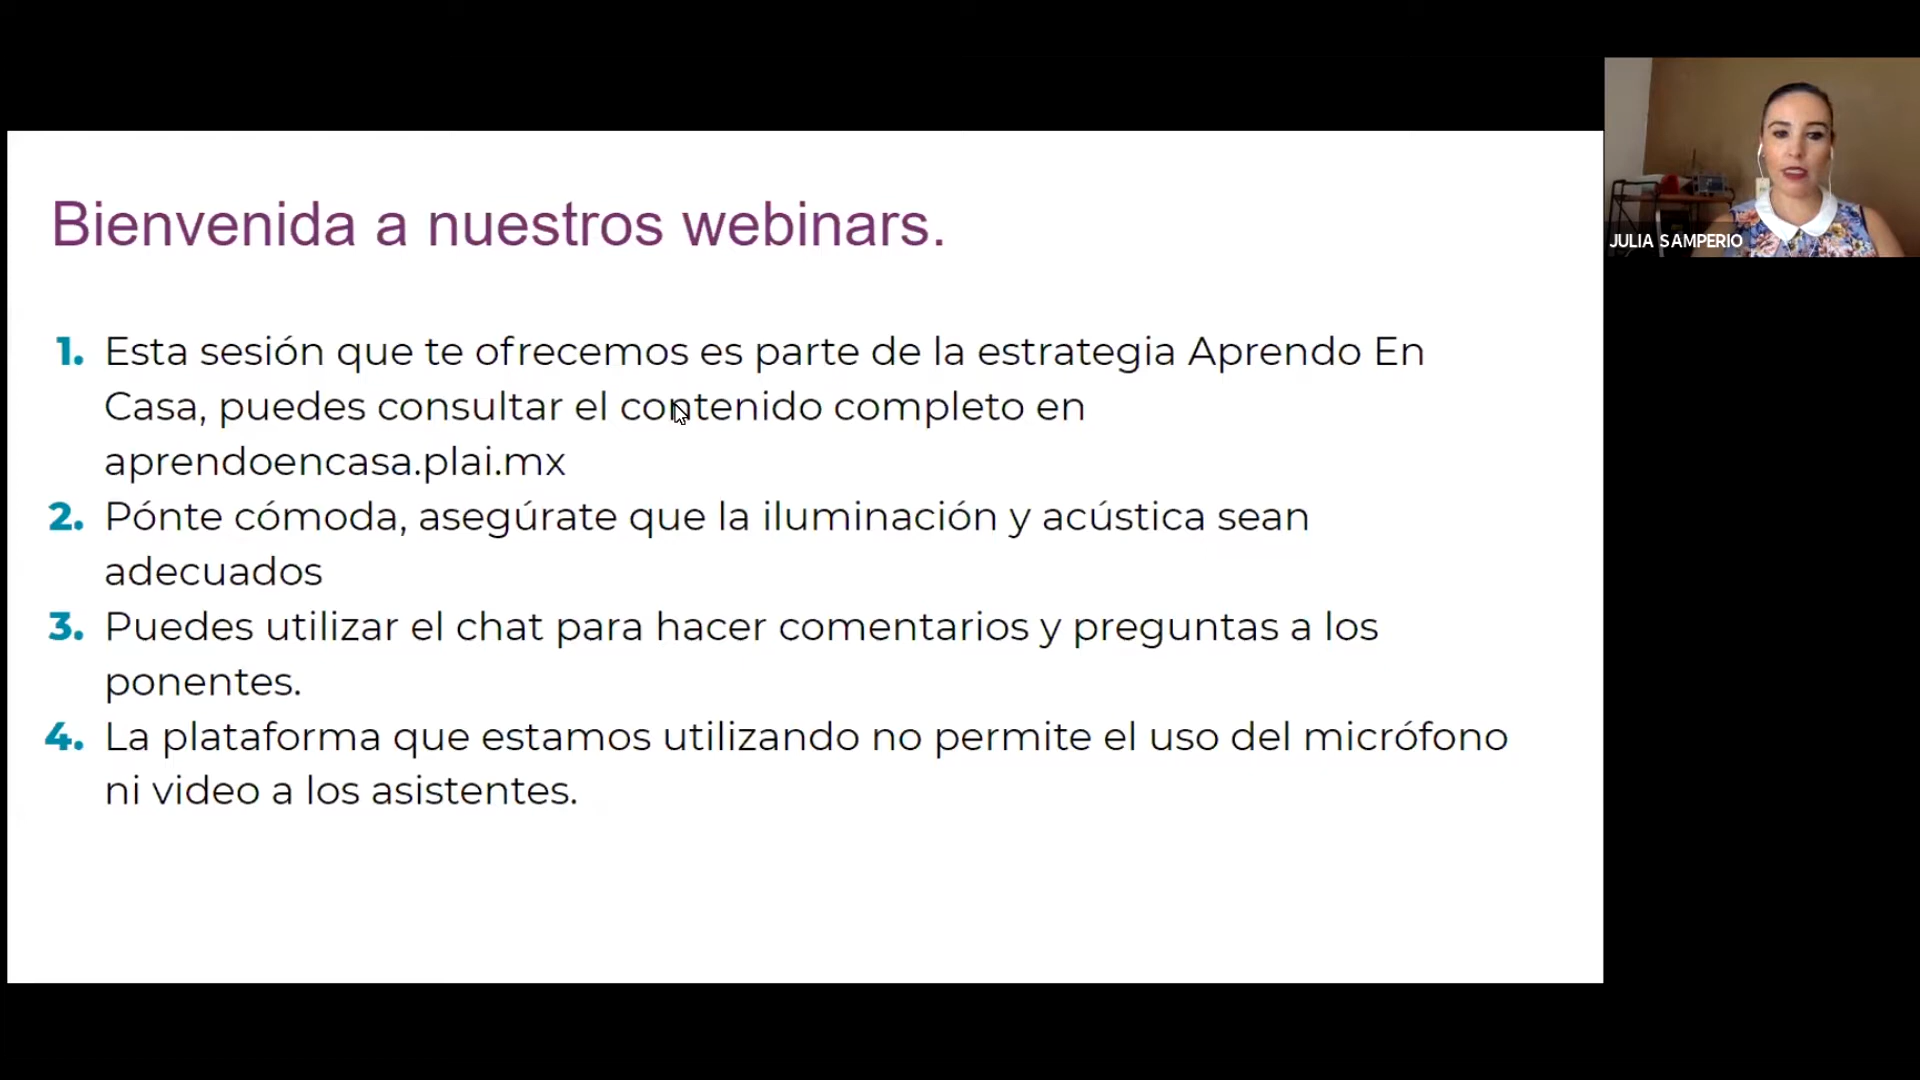 Bienvenida a nuestros webinars.
1. Esta sesión que te ofrecemos es parte de la estrategia Aprendo En
Casa, puedes consultar el contenido completo en
aprendoencasa.plai.mx
2. Pónte cómoda, asegúrate que la iluminación y acústica sean
adecuados
3. Puedes utilizar el chat para hacer comentarios y preguntas a los
ponentes.
4. La plataforma que estamos utilizando no permite el uso del micrófono
ni video a los asistentes.
JULIA SAMPERIO